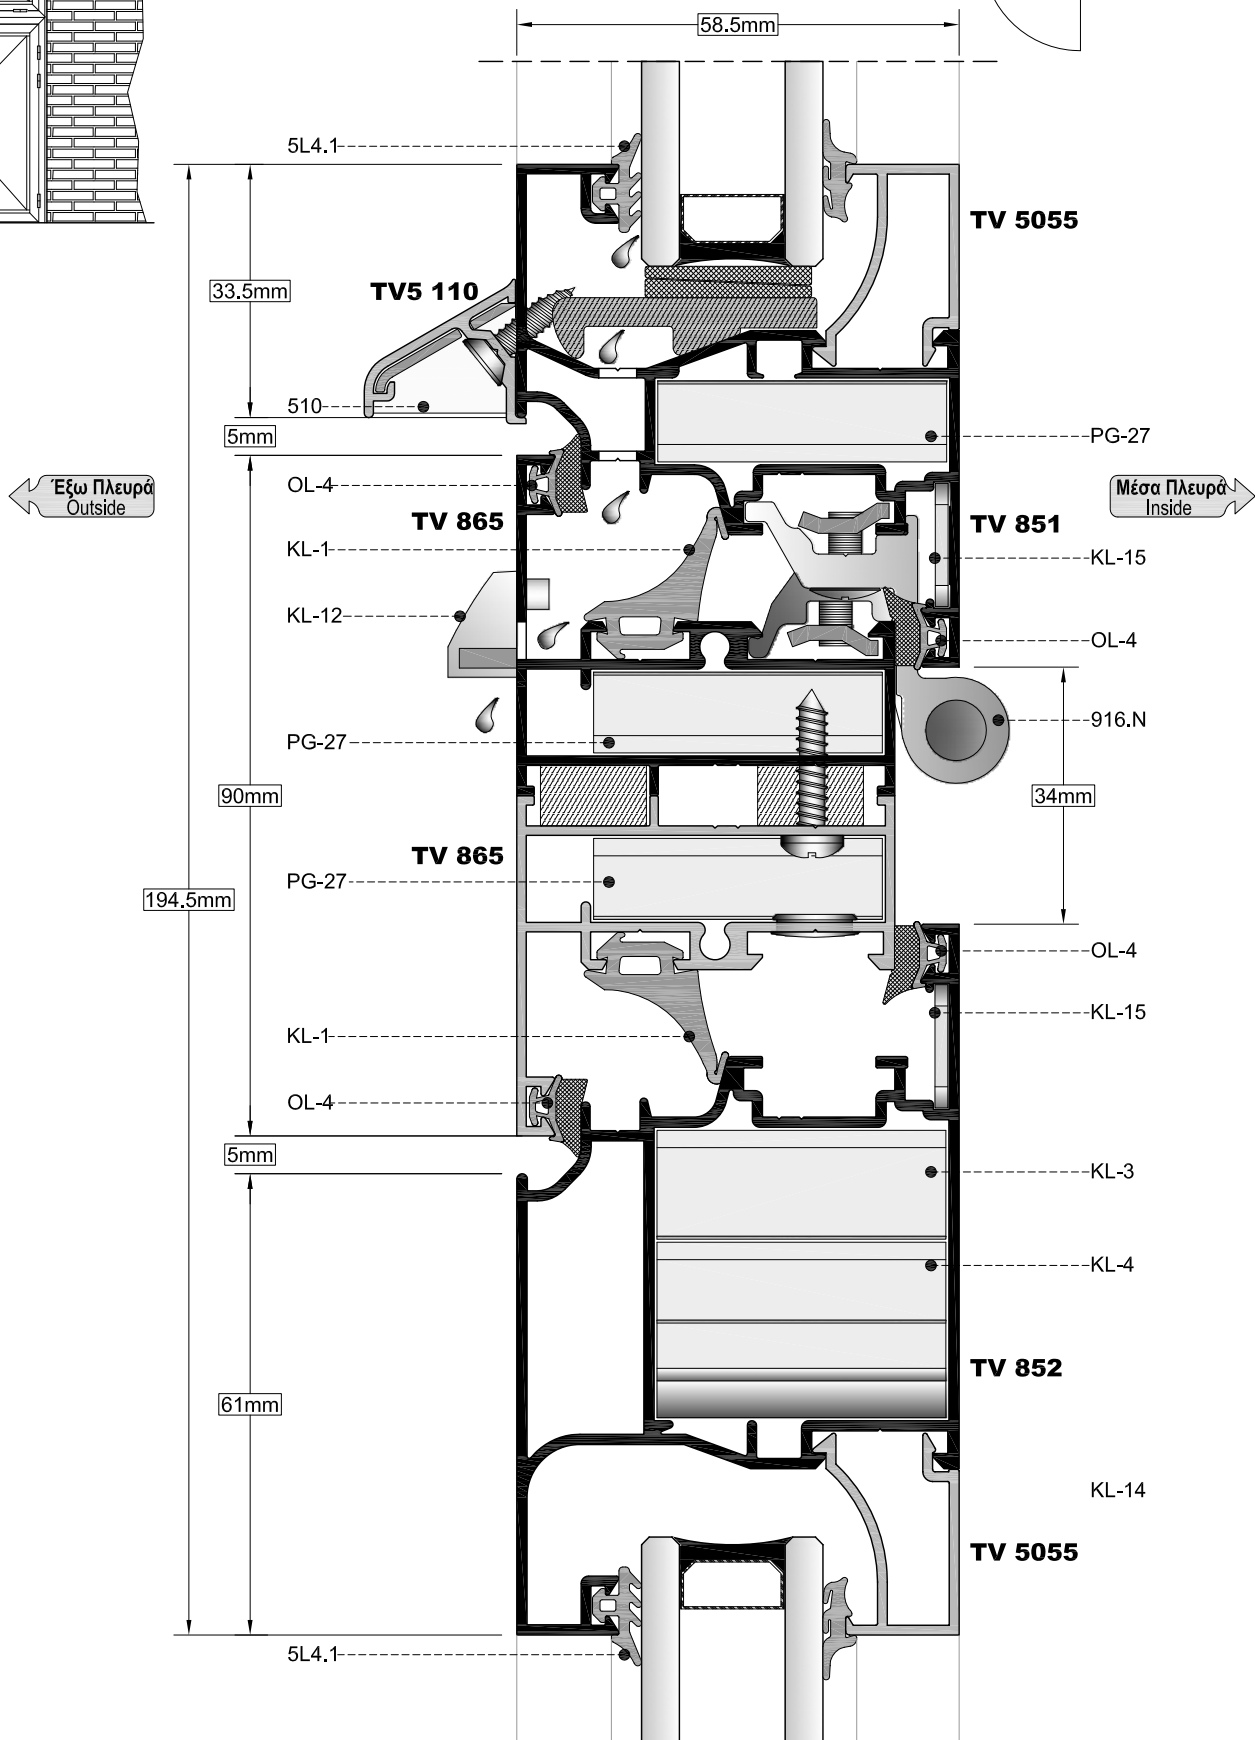 58.5mm
5L4.1
TV 5055
33.5mm
TV5 110
510
5mm
PG-27
Έξω Πλευρά
Outside
OL-4
Μέσα Πλευρά
Inside
TV 865
TV 851
KL-1
KL-15
KL-12
OL-4
916.N
PG-27
90mm
34mm
TV 865
PG-27
194.5mm
OL-4
KL-15
KL-1
OL-4
5mm
KL-3
KL-4
TV 852
61mm
KL-14
TV 5055
5L4.1